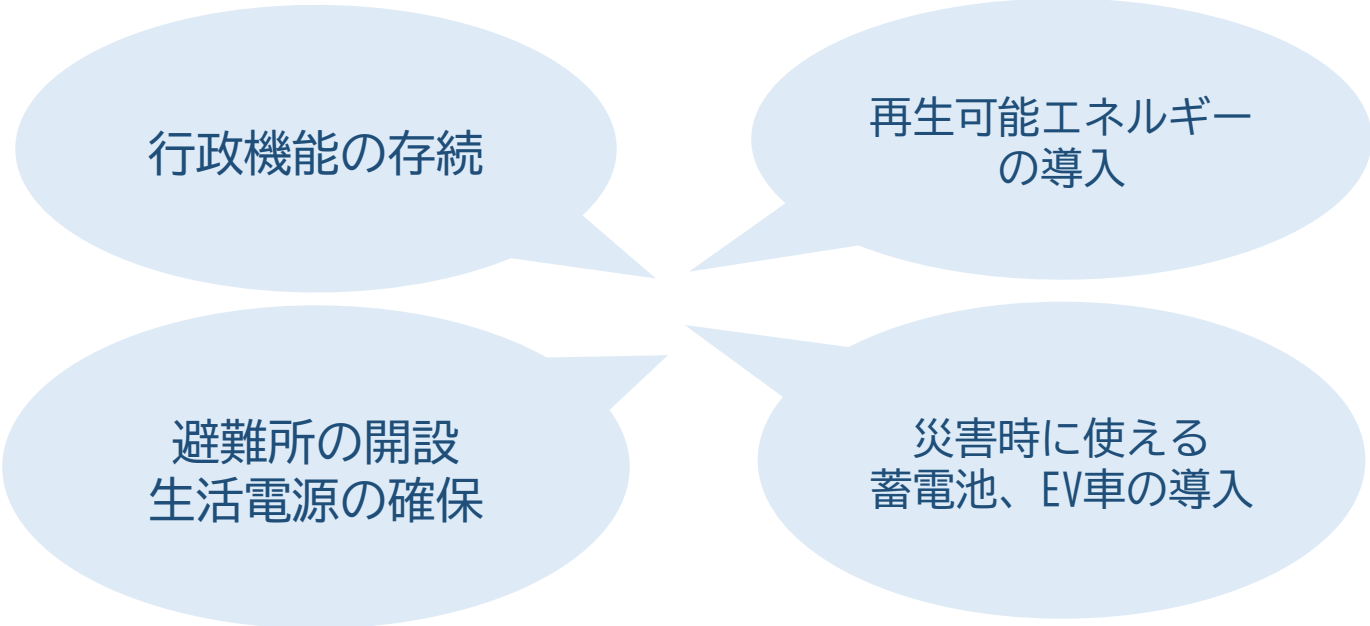 行政機能の存続
再生可能エネルギー
の導入
避難所の開設
生活電源の確保
災害時に使える
蓄電池、EV車の導入